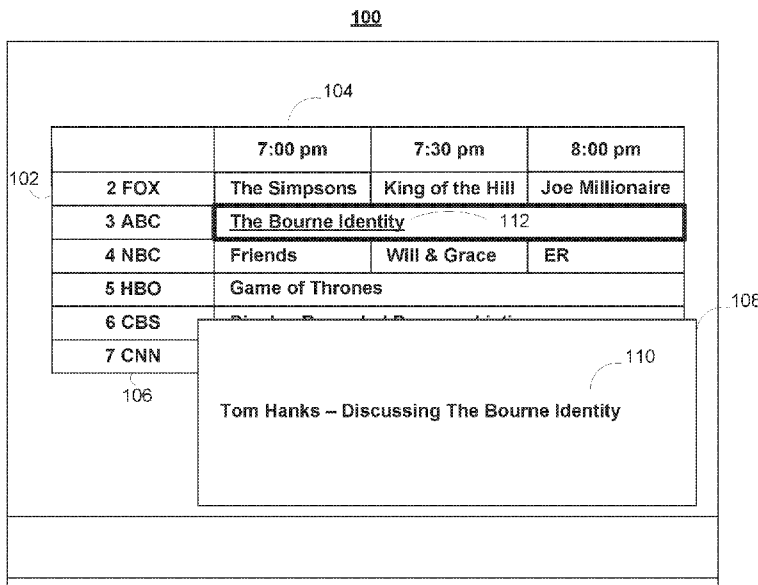 100
104
7:00 pm 7:30 pm 8:00 pm
102
2 FOX The Simpsons King of the Hill Joe Millionaire
3 ABC The Bourne Identity 112
4 NBC Friends Will & Grace ER
5 HBO Game of Thrones
6 CBS
108
7 CNN
110
106
Tom Hanks – Discussing The Bourne Identity